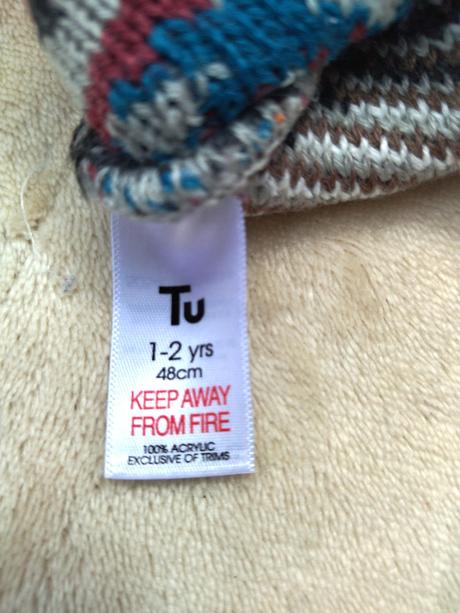 Tu
1-2 yrs
48cm
KEEP AWAY
FROM FIRE
100% ACRYLIC
EXCLUSIVE OF TRIMS